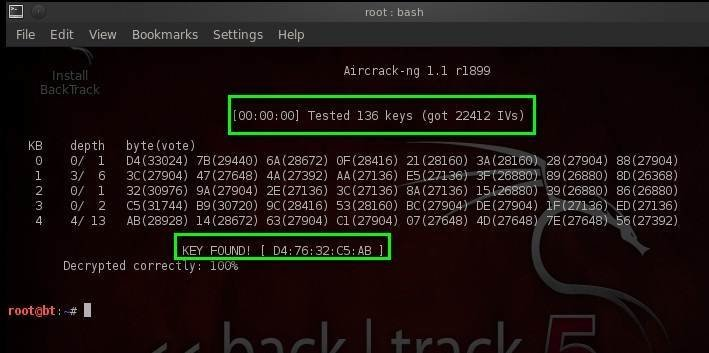 root : bash
File Edit View Bookmarks Settings Help
Install
BackTrack
Aircrack-ng 1.1 r1899
[00:00:00] Tested 136 keys (got 22412 IVs)
KB depth byte(vote)
0 0/ 1 D4(33024) 7B(29440) 6A(28672) 0F(28416) 21(28160) 3A(28160) 28(27904) 88(27904)
1 3/ 6 3C(27904) 47(27648) 4A(27392) AA(27136) E5(27136) 3F(26880) 89(26880) 8D(26368)
2 0/ 1 32(30976) 9A(27904) 2E(27136) 3C(27136) 8A(27136) 15(26880) 39(26880) 86(26880)
3 0/ 2 C5(31744) B9(30720) 9C(28416) 53(28160) BC(27904) DE(27904) 1F(27136) ED(27136)
4 4/ 13 AB(28928) 14(28672) 63(27904) C1(27904) 07(27648) 4D(27648) 7E(27648) 56(27392)
KEY FOUND! [ D4:76:32:C5:AB ]
Decrypted correctly: 100%
root@bt:~#
<< back | track 5